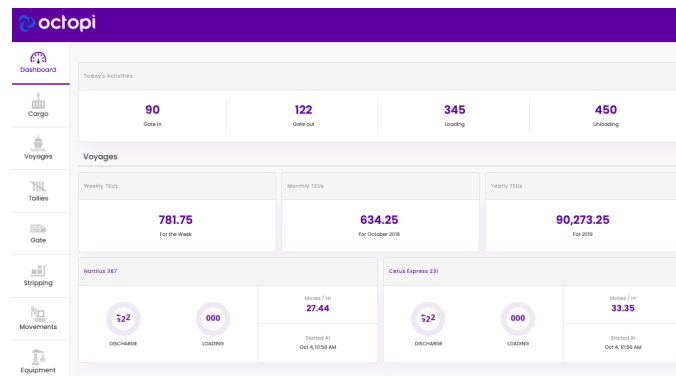 octopi
Dashboard
Cargo
Voyages
Tallies
Gate
Stripping
Movements
Equipment
Today's Activities
90
Gate in
122
Gate out
345
Loading
450
Unloading
Voyages
Weekly TEUs
781.75
For the Week
Monthly TEUs
634.25
For October 2019
Yearly TEUs
90,273.25
For 2019
Nartilus 367
DISCHARGE
000
LOADING
Moves / Hr
27.44
Started At
Oct 4, 10:56 AM
Cetus Express 231
DISCHARGE
000
LOADING
Moves / Hr
33.35
Started At
Oct 4, 10:56 AM